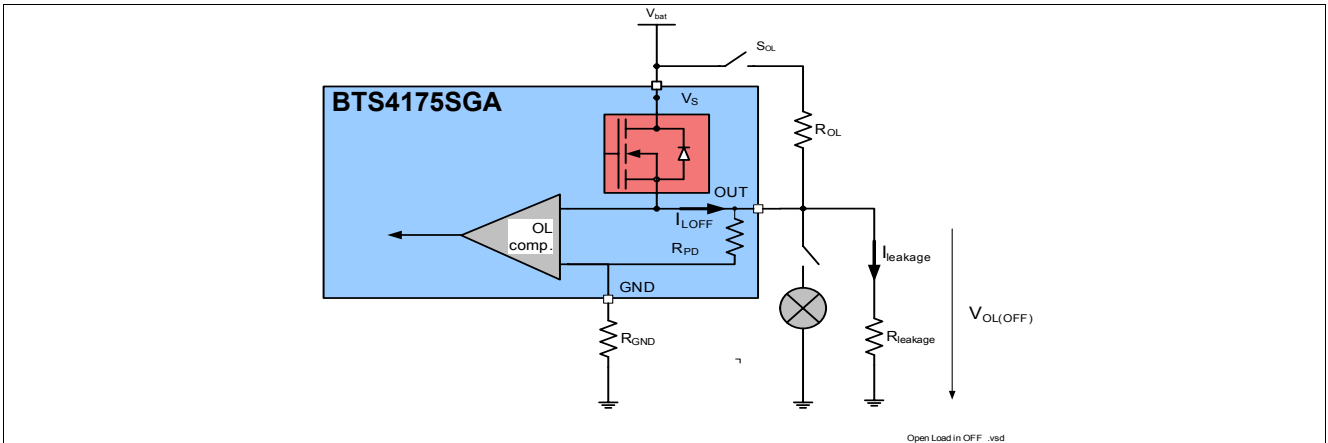 Vbat
SOL
BTS4175SGA
VS
ROL
OUT
OL
comp.
ILOFF
RPD
Ileakage
GND
VOL(OFF)
RGND
Rleakage
Open Load in OFF .vsd